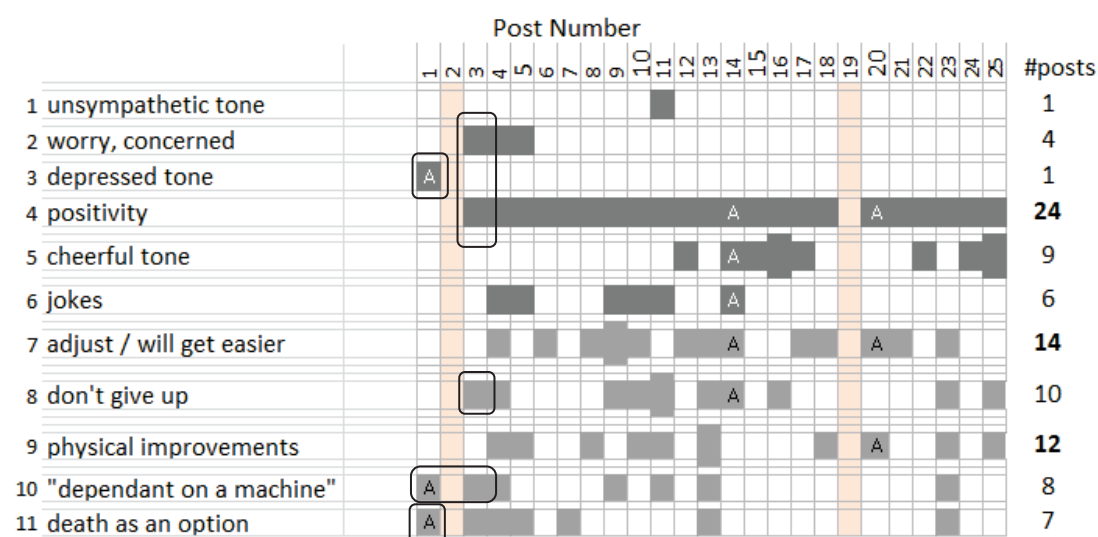 Post Number
1 2 3 4 5 6 7 8 9 10 11 12 13 14 15 16 17 18 19 20 21 22 23 24 25 #posts
1 unsympathetic tone 1
2 worry, concerned 4
3 depressed tone A 1
4 positivity A A 24
5 cheerful tone A 9
6 jokes A 6
7 adjust / will get easier A A 14
8 don't give up A 10
9 physical improvements A 12
10 "dependant on a machine" A 8
11 death as an option A 7